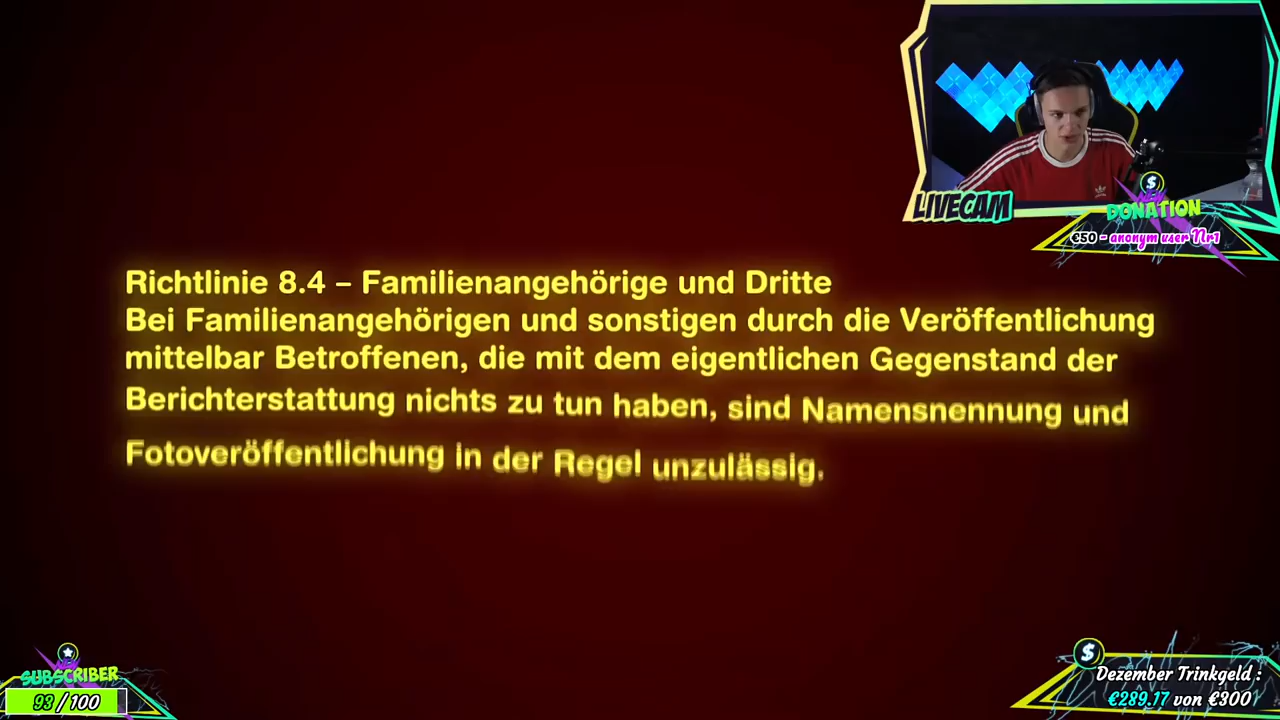 LIVECAM
NEW
DONATION
€50 - anonym user Nr1
Richtlinie 8.4 – Familienangehörige und Dritte
Bei Familienangehörigen und sonstigen durch die Veröffentlichung
mittelbar Betroffenen, die mit dem eigentlichen Gegenstand der
Berichterstattung nichts zu tun haben, sind Namensnennung und
Fotoveröffentlichung in der Regel unzulässig.
NEW
SUBSCRIBER
93 / 100
Dezember Trinkgeld :
€289.17 von €300